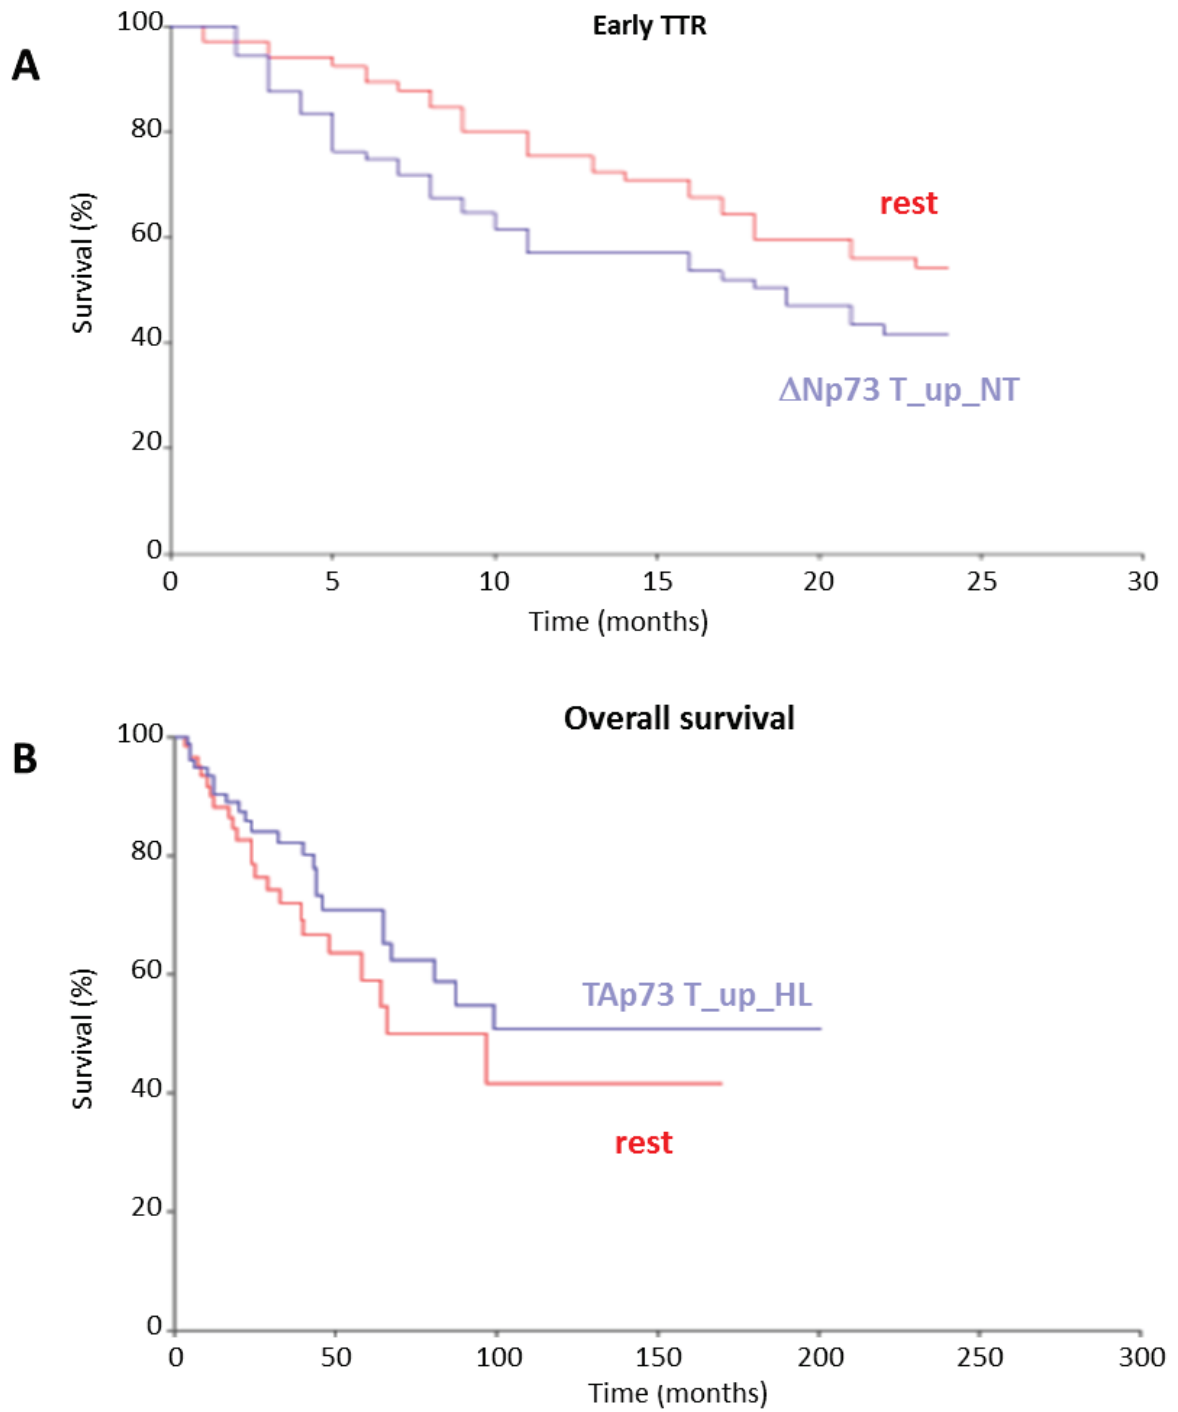 A
Early TTR
100
80
60
40
20
0
Survival (%)
rest
ΔNp73 T_up_NT
0 5 10 15 20 25 30
Time (months)
B
Overall survival
100
80
60
40
20
0
Survival (%)
TAp73 T_up_HL
rest
0 50 100 150 200 250 300
Time (months)